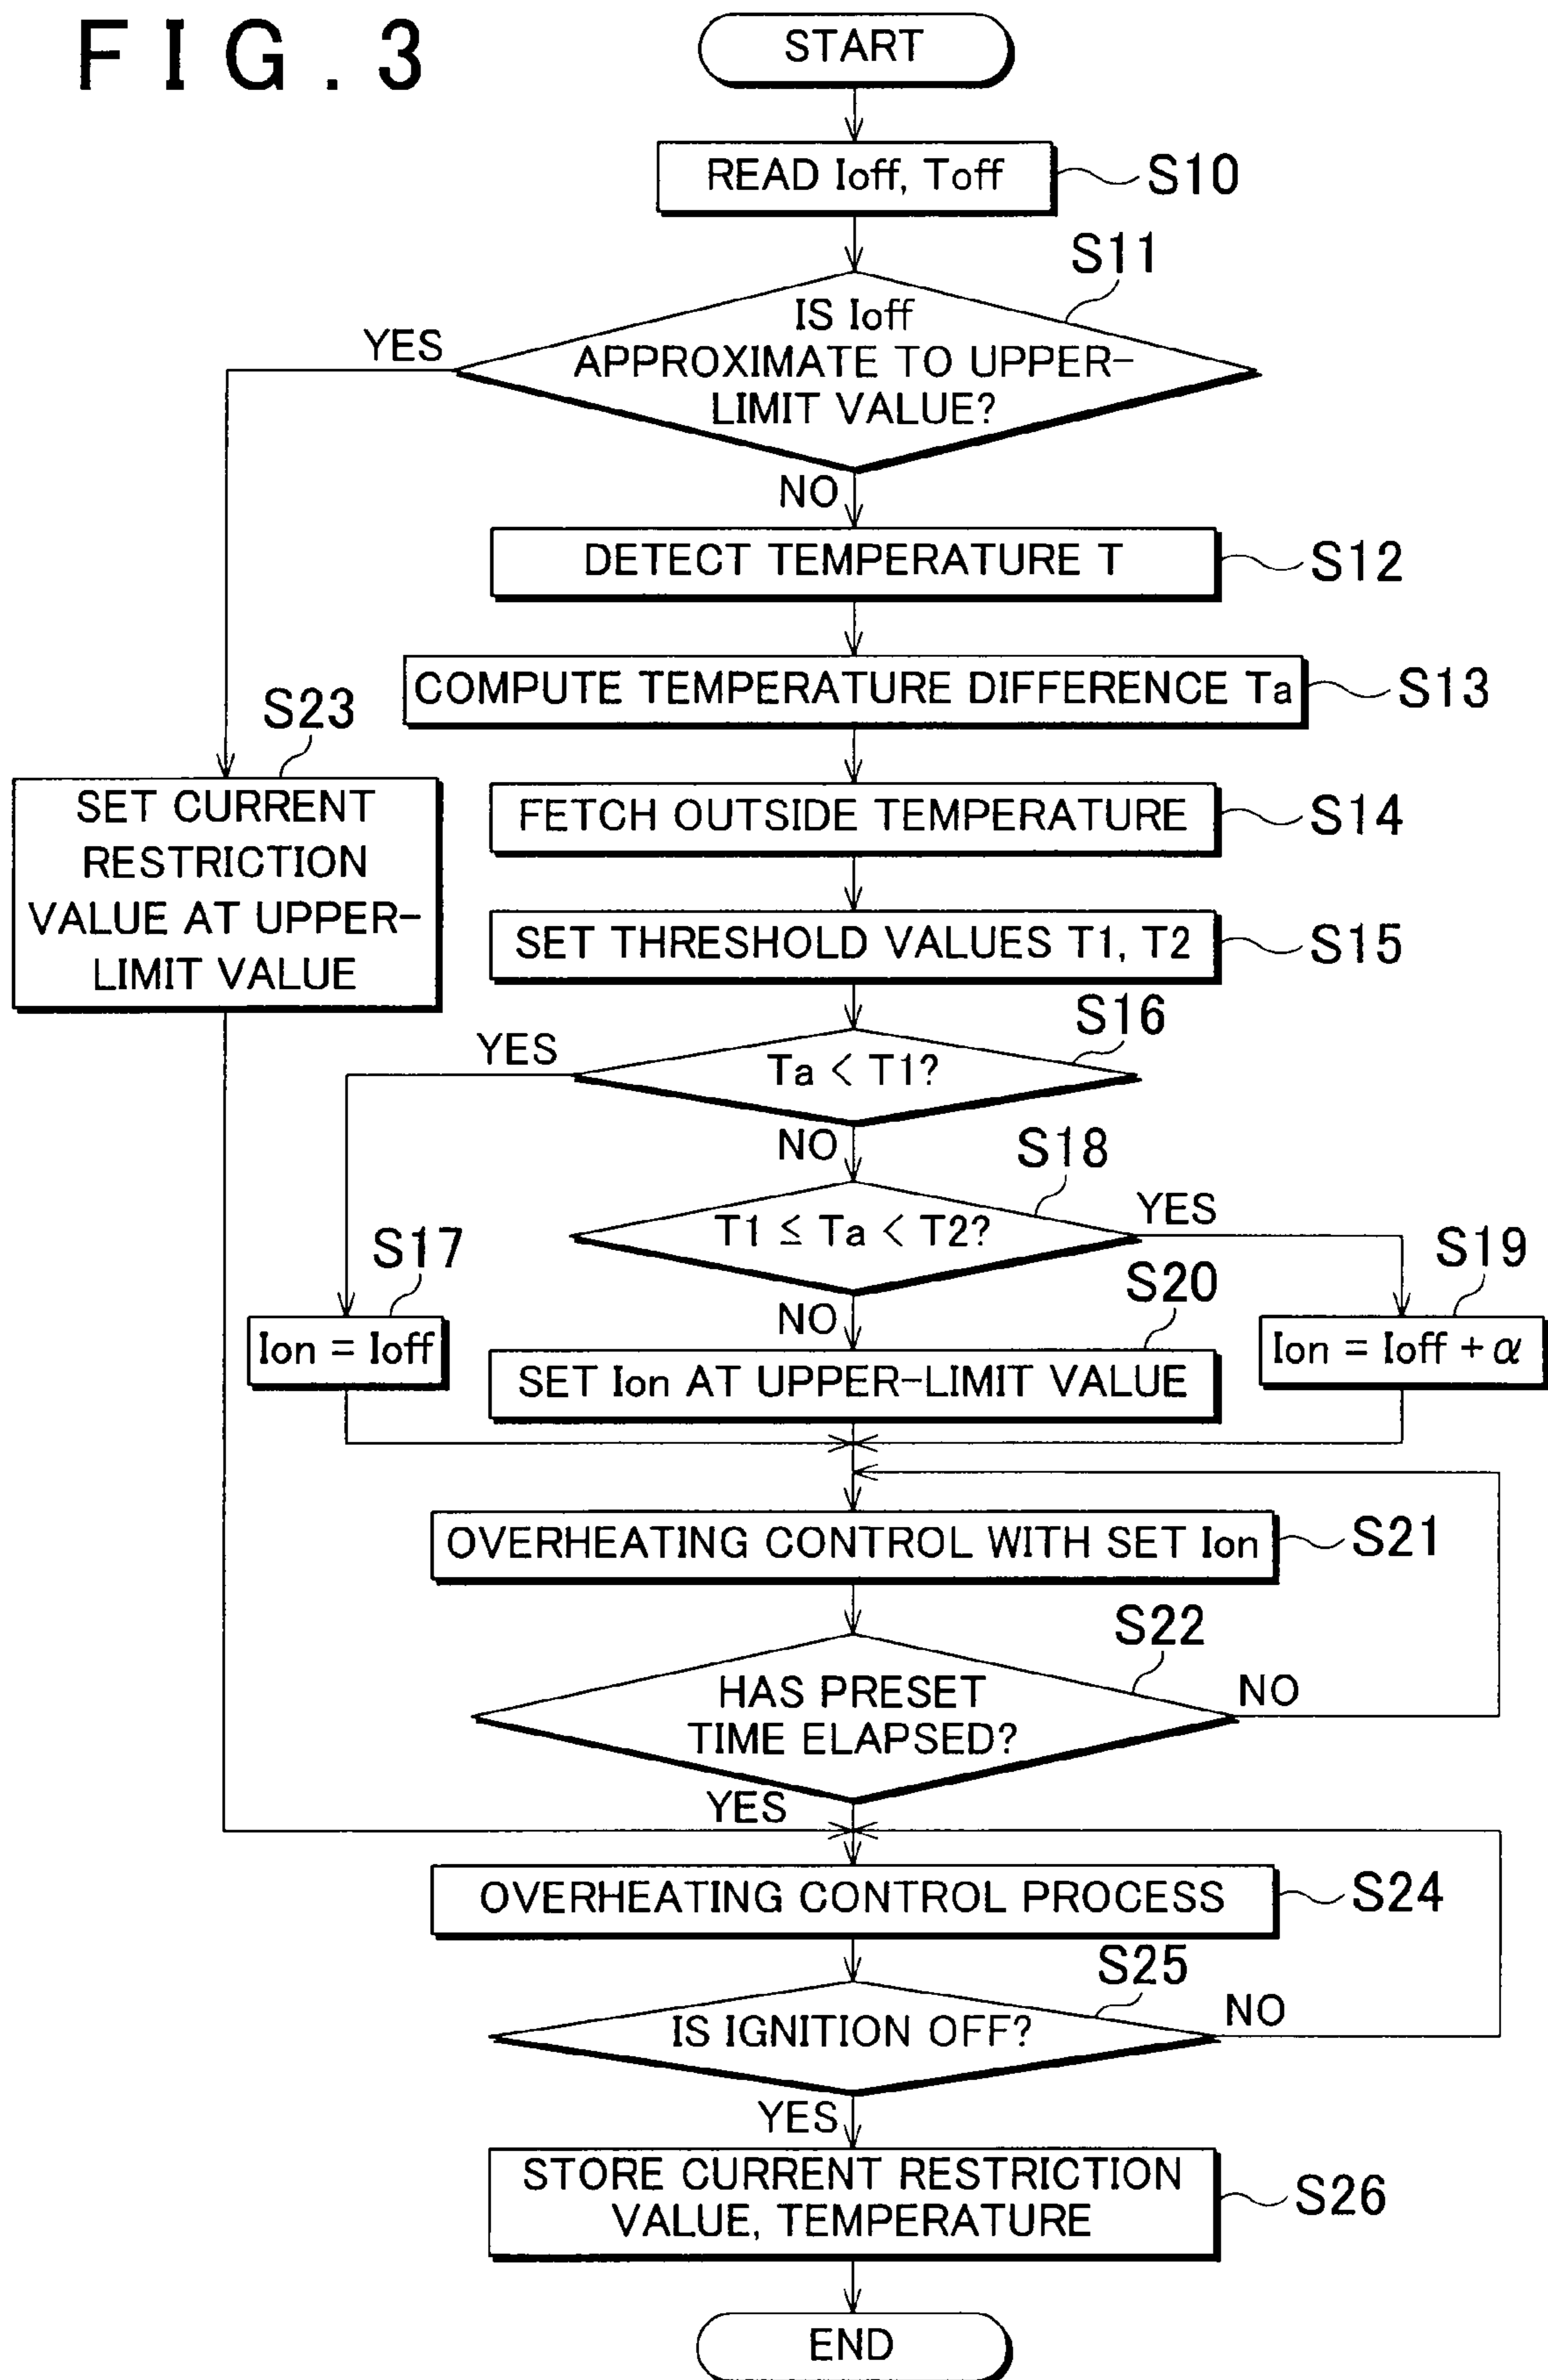 FIG.3
START
READ Ioff, Toff
S10
S11
IS Ioff
APPROXIMATE TO UPPER-
LIMIT VALUE?
YES
NO
DETECT TEMPERATURE T
S12
COMPUTE TEMPERATURE DIFFERENCE Ta
S13
S23
SET CURRENT
RESTRICTION
VALUE AT UPPER-
LIMIT VALUE
FETCH OUTSIDE TEMPERATURE
S14
SET THRESHOLD VALUES T1, T2
S15
S16
YES
Ta < T1?
NO
S18
T1 ≦ Ta < T2?
YES
S17
Ion = Ioff
NO
S20
SET Ion AT UPPER-LIMIT VALUE
S19
Ion = Ioff + α
OVERHEATING CONTROL WITH SET Ion
S21
S22
HAS PRESET
TIME ELAPSED?
NO
YES
OVERHEATING CONTROL PROCESS
S24
S25
IS IGNITION OFF?
NO
YES
STORE CURRENT RESTRICTION
VALUE, TEMPERATURE
S26
END